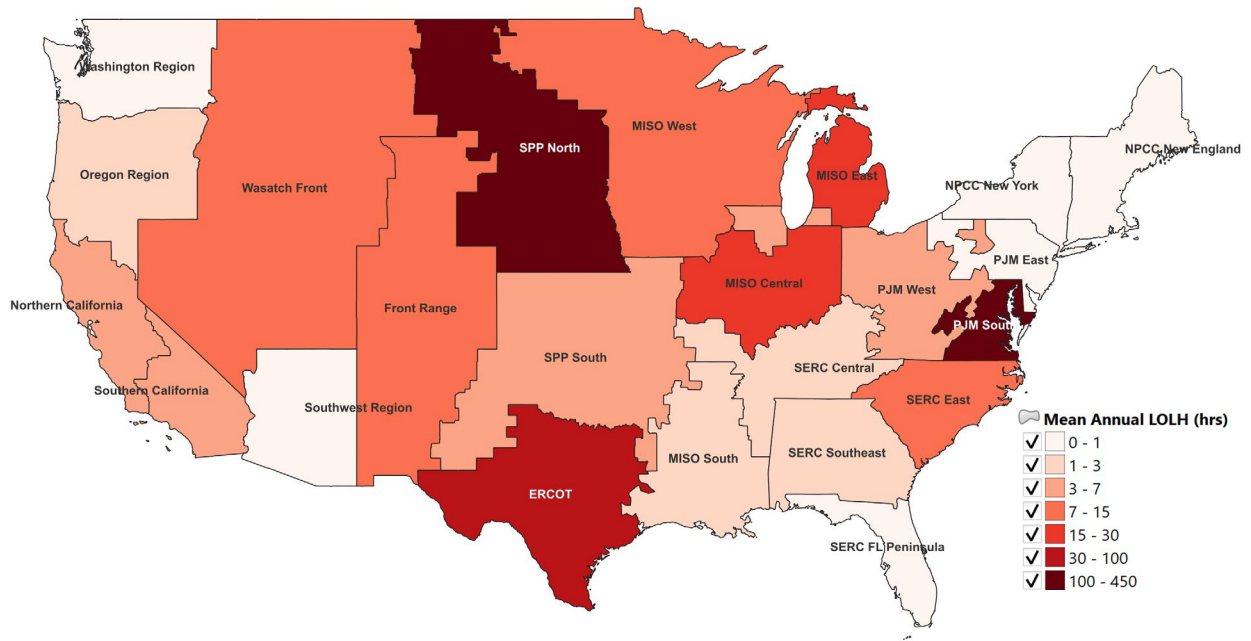 Washington Region
MISO West
SPP North
NPCC New England
Oregon Region
MISO East
Wasatch Front
NPCC New York
PJM East
MISO Central
PJM West
Northern California
Front Range
PJM South
SPP South
SERC Central
Southern California
Southwest Region
SERC East
MISO South
SERC Southeast
ERCOT
SERC FL Peninsula
Mean Annual LOLH (hrs)
0 - 1
1 - 3
3 - 7
7 - 15
15 - 30
30 - 100
100 - 450